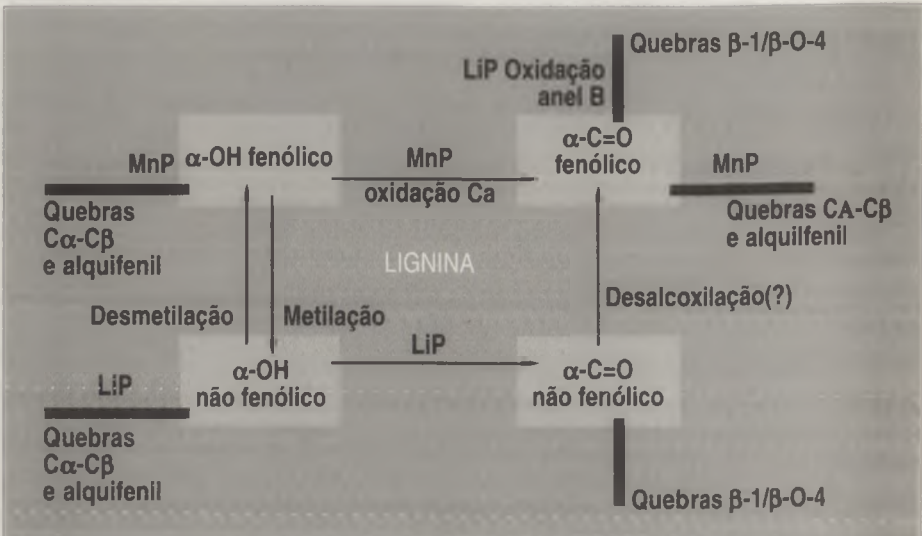 Quebras β-1/β-O-4
LiP Oxidação
anel B
MnP
α-OH fenólico
MnP
oxidação Ca
α-C=O
fenólico
MnP
Quebras
Cα-Cβ
e alquifenil
Quebras CA-Cβ
e alquilfenil
LIGNINA
Desmetilação
Metilação
Desalcoxilação(?)
LiP
α-OH
não fenólico
LiP
α-C=O
não fenólico
Quebras
Cα-Cβ
e alquifenil
Quebras β-1/β-O-4